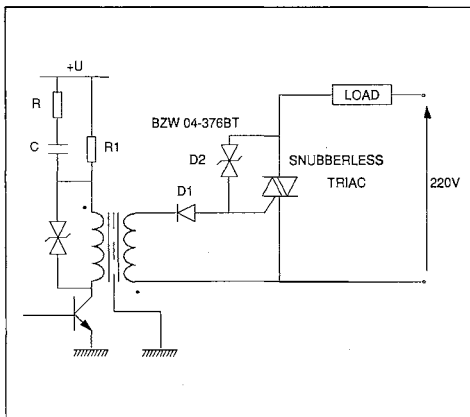 +U
R
C
R1
BZW 04-376BT
D2
D1
LOAD
SNUBBERLESS
TRIAC
220V